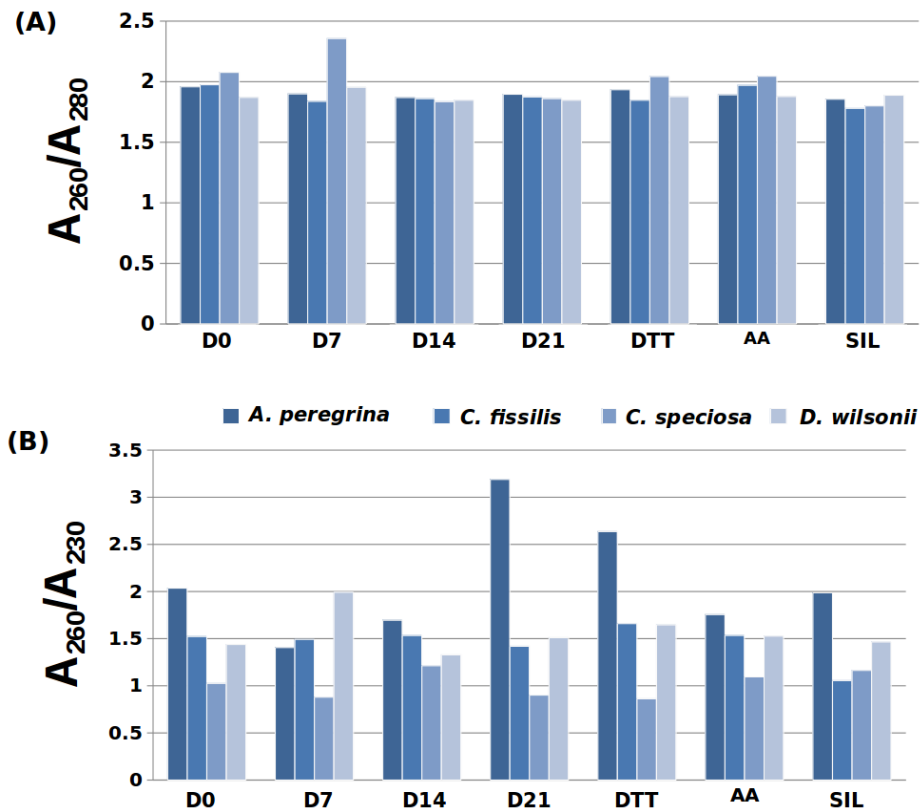 (A)
A260/A280
2.5
2
1.5
1
0.5
0
D0 D7 D14 D21 DTT AA SIL
A. peregrina C. fissilis C. speciosa D. wilsonii
(B)
A260/A230
3.5
3
2.5
2
1.5
1
0.5
0
D0 D7 D14 D21 DTT AA SIL